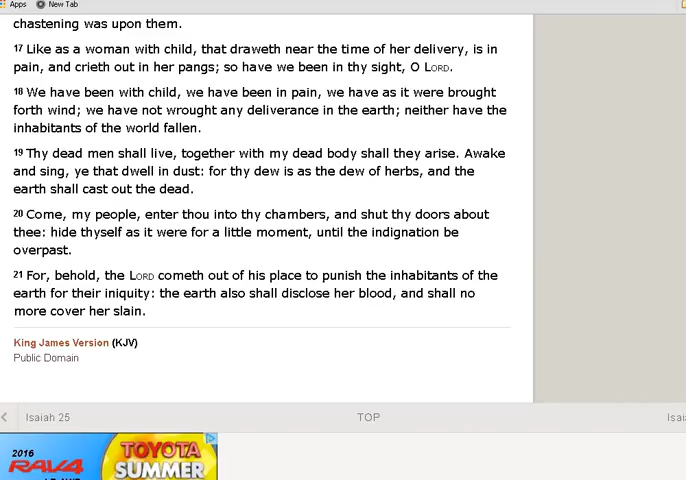 Apps New Tab
chastening was upon them.
17 Like as a woman with child, that draweth near the time of her delivery, is in
pain, and crieth out in her pangs; so have we been in thy sight, O LORD.
18 We have been with child, we have been in pain, we have as it were brought
forth wind; we have not wrought any deliverance in the earth; neither have the
inhabitants of the world fallen.
19 Thy dead men shall live, together with my dead body shall they arise. Awake
and sing, ye that dwell in dust: for thy dew is as the dew of herbs, and the
earth shall cast out the dead.
20 Come, my people, enter thou into thy chambers, and shut thy doors about
thee: hide thyself as it were for a little moment, until the indignation be
overpast.
21 For, behold, the LORD cometh out of his place to punish the inhabitants of the
earth for their iniquity: the earth also shall disclose her blood, and shall no
more cover her slain.
King James Version (KJV)
Public Domain
Isaiah 25 TOP Isai
2016
RAV4
TOYOTA
SUMMER